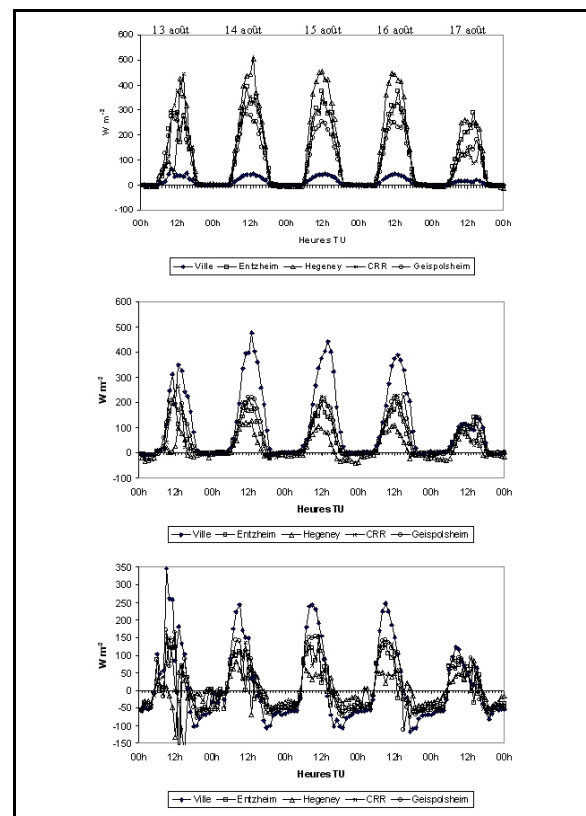 13 août 14 août 15 août 16 août 17 août
600
500
400
300
200
100
0
-100
W m-2
00h 12h 00h 12h 00h 12h 00h 12h 00h 12h 00h
Heures TU
Ville Entzheim Hegeney CRR Geispolsheim
600
500
400
300
200
100
0
-100
W m-2
00h 12h 00h 12h 00h 12h 00h 12h 00h 12h 00h
Heures TU
Ville Entzheim Hegeney CRR Geispolsheim
350
300
250
200
150
100
50
0
-50
-100
-150
W m-2
00h 12h 00h 12h 00h 12h 00h 12h 00h 12h 00h
Heures TU
Ville Entzheim Hegeney CRR Geispolsheim